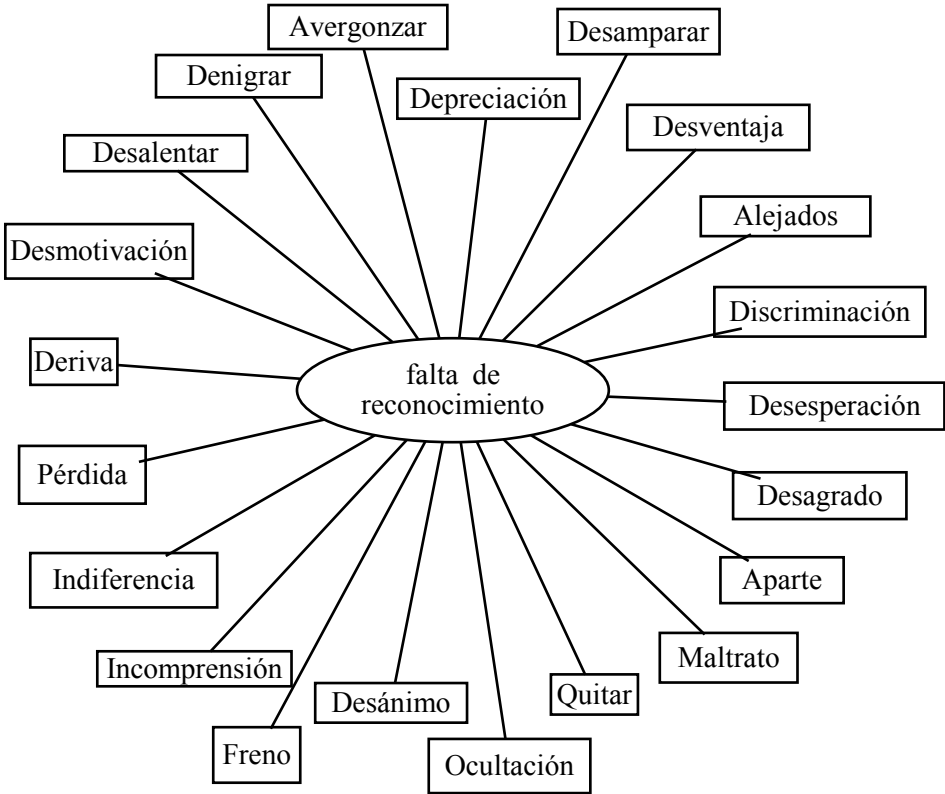 Avergonzar
Desamparar
Denigrar
Depreciación
Desventaja
Desalentar
Alejados
Desmotivación
Discriminación
Deriva
falta de
reconocimiento
Desesperación
Pérdida
Desagrado
Indiferencia
Aparte
Incomprensión
Maltrato
Desánimo
Quitar
Freno
Ocultación